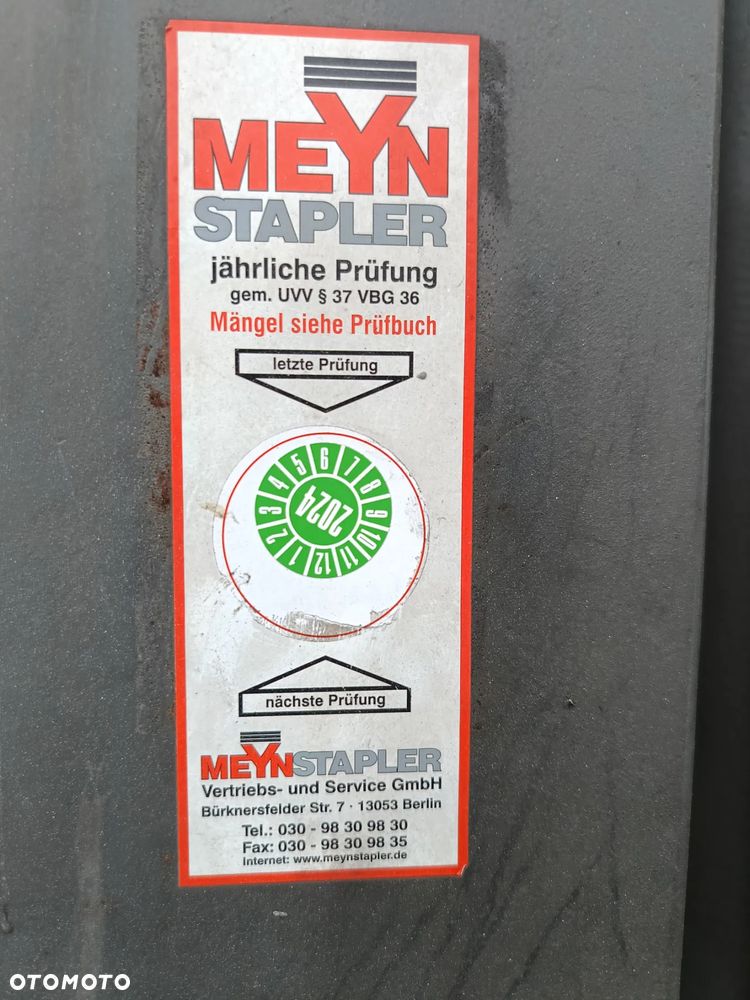 MEYN
STAPLER
jährliche Prüfung
gem. UVV § 37 VBG 36
Mängel siehe Prüfbuch
letzte Prüfung
1 2 3 4 5 6 7 8 9 10 11 12
2024
nächste Prüfung
MEYNSTAPLER
Vertriebs- und Service GmbH
Bürknersfelder Str. 7 · 13053 Berlin
Tel.: 030 - 98 30 98 30
Fax: 030 - 98 30 98 35
Internet: www.meynstapler.de
OTOMOTO